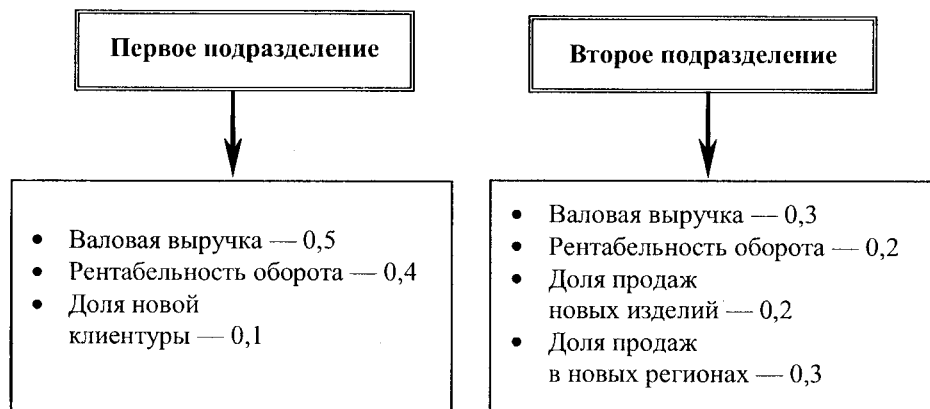 Первое подразделение
• Валовая выручка — 0,5
• Рентабельность оборота — 0,4
• Доля новой
клиентуры — 0,1
Второе подразделение
• Валовая выручка — 0,3
• Рентабельность оборота — 0,2
• Доля продаж
новых изделий — 0,2
• Доля продаж
в новых регионах — 0,3